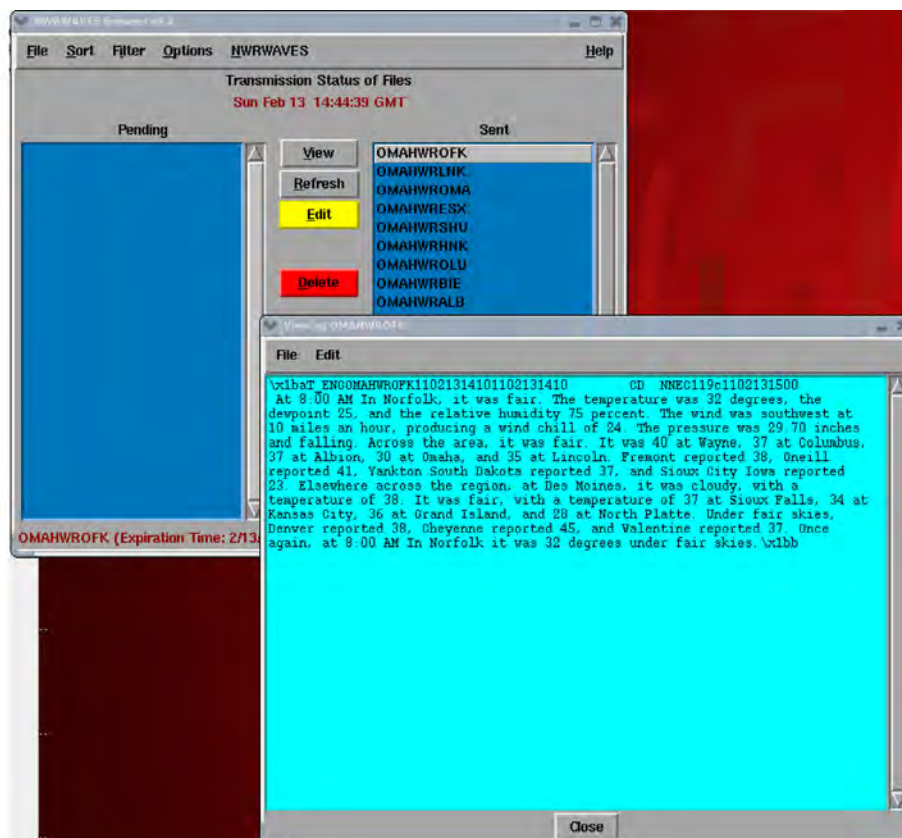 NWRWAVES Browser
File Sort Filter Options NWRWAVES Help
Transmission Status of Files
Sun Feb 13 14:44:39 GMT
Pending
Sent
View
Refresh
Edit
Delete
OMAHWROFK
OMAHWRLNK
OMAHWROMA
OMAHWRESX
OMAHWRSHU
OMAHWRHNK
OMAHWROLU
OMAHWRBIE
OMAHWRALB
OMAHWROFK (Expiration Time: 2/13
Viewing OMAHWROFK
File Edit
\x1baT_ENGOMAHWROFK11021314101102131410 CD NNEC119c1102131500
At 8:00 AM In Norfolk, it was fair. The temperature was 32 degrees, the
dewpoint 25, and the relative humidity 75 percent. The wind was southwest at
10 miles an hour, producing a wind chill of 24. The pressure was 29.70 inches
and falling. Across the area, it was fair. It was 40 at Wayne, 37 at Columbus,
37 at Albion, 30 at Omaha, and 35 at Lincoln. Fremont reported 38, Oneill
reported 41, Yankton South Dakota reported 37, and Sioux City Iowa reported
23. Elsewhere across the region, at Des Moines, it was cloudy, with a
temperature of 38. It was fair, with a temperature of 37 at Sioux Falls, 34 at
Kansas City, 36 at Grand Island, and 28 at North Platte. Under fair skies,
Denver reported 38, Cheyenne reported 45, and Valentine reported 37. Once
again, at 8:00 AM In Norfolk it was 32 degrees under fair skies.\x1bb
Close